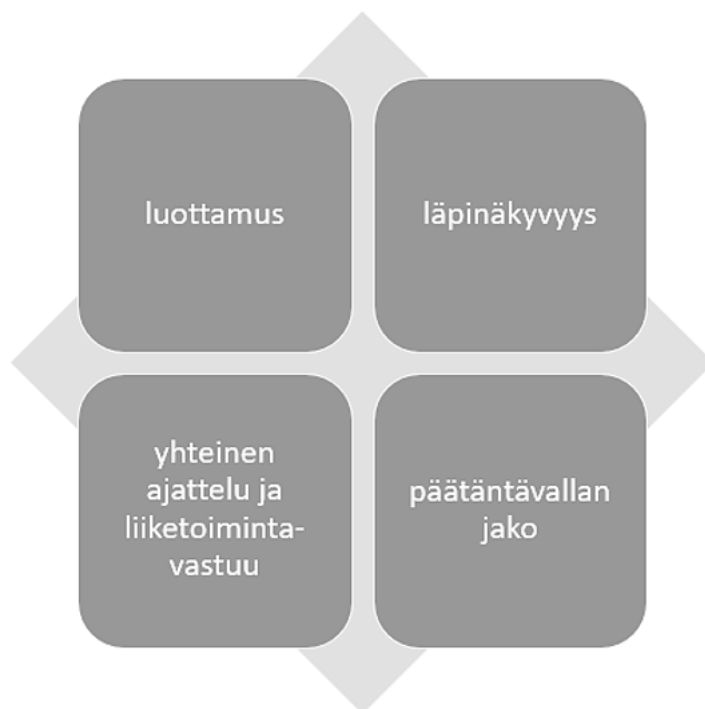 luottamus
läpinäkyvyys
yhteinen
ajattelu ja
liiketoiminta-
vastuu
päätäntävallan
jako